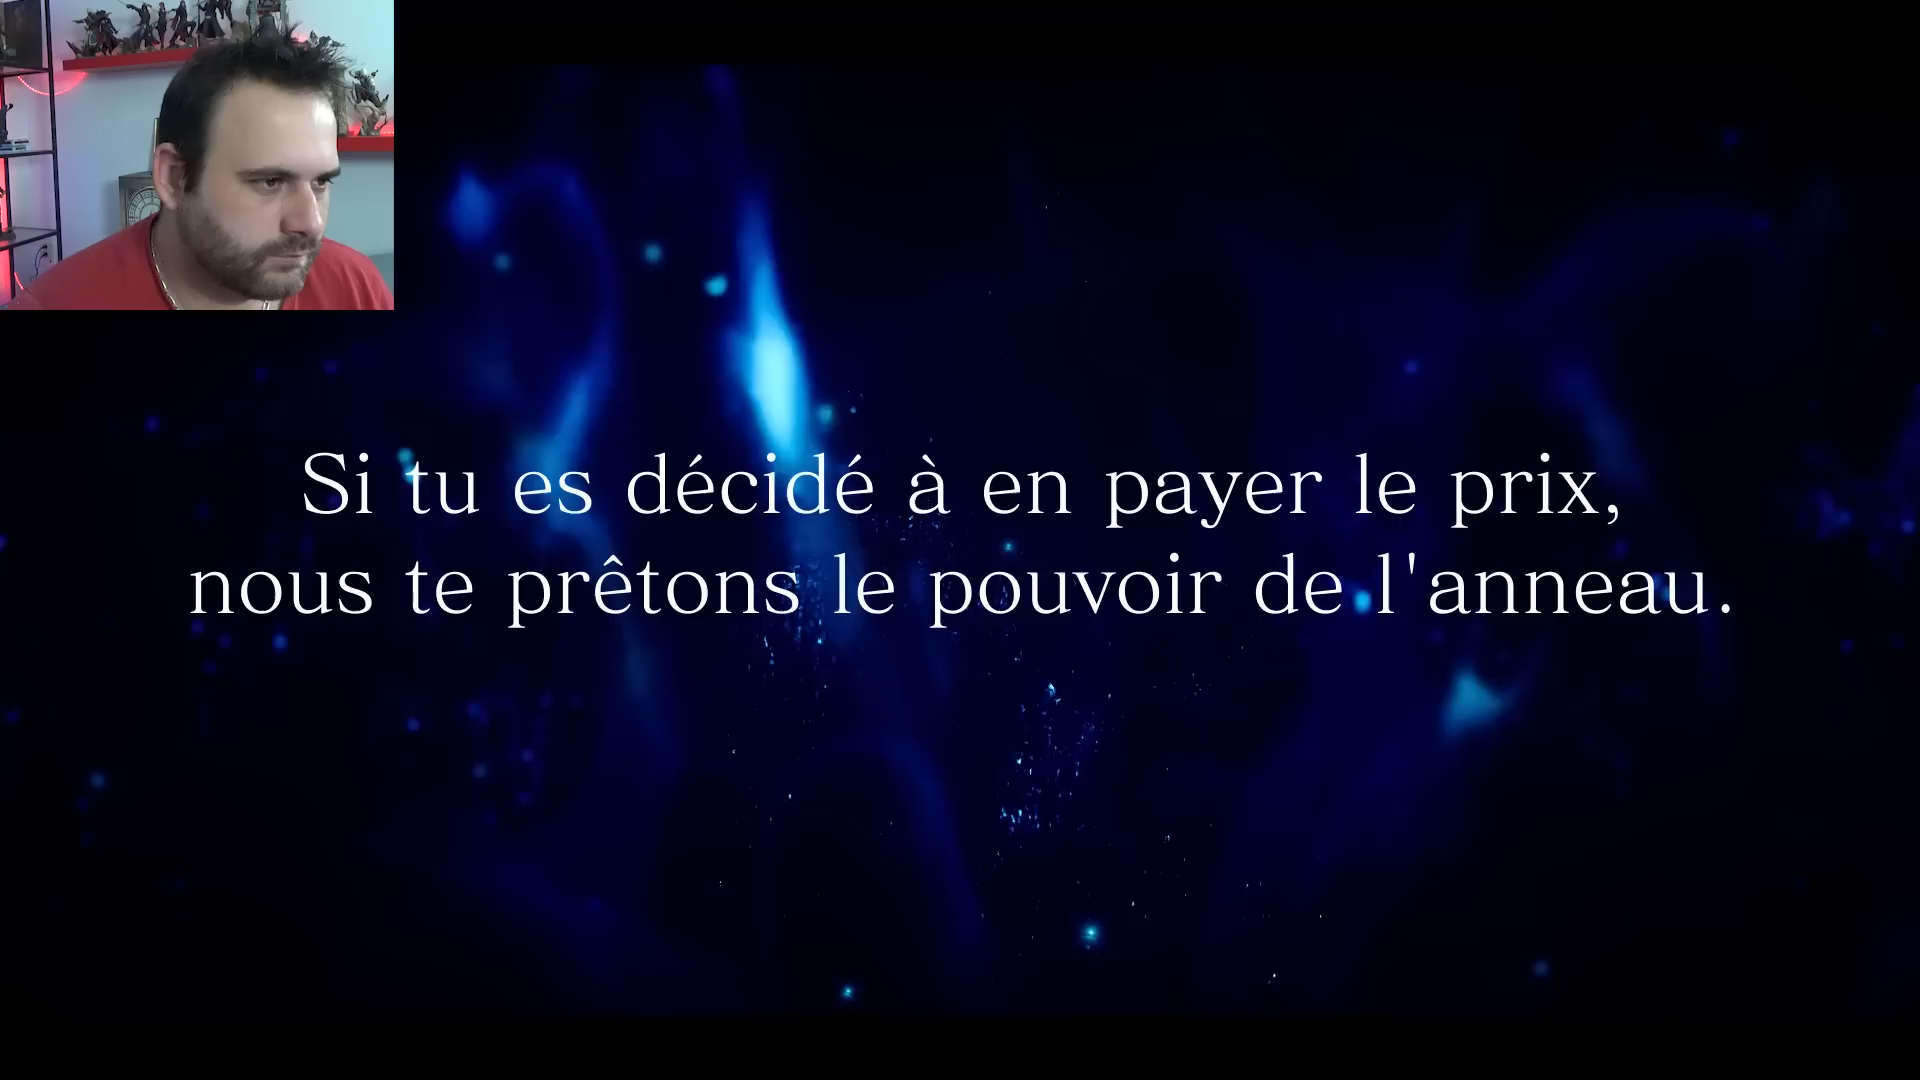 Si tu es décidé à en payer le prix,
nous te prêtons le pouvoir de l'anneau.